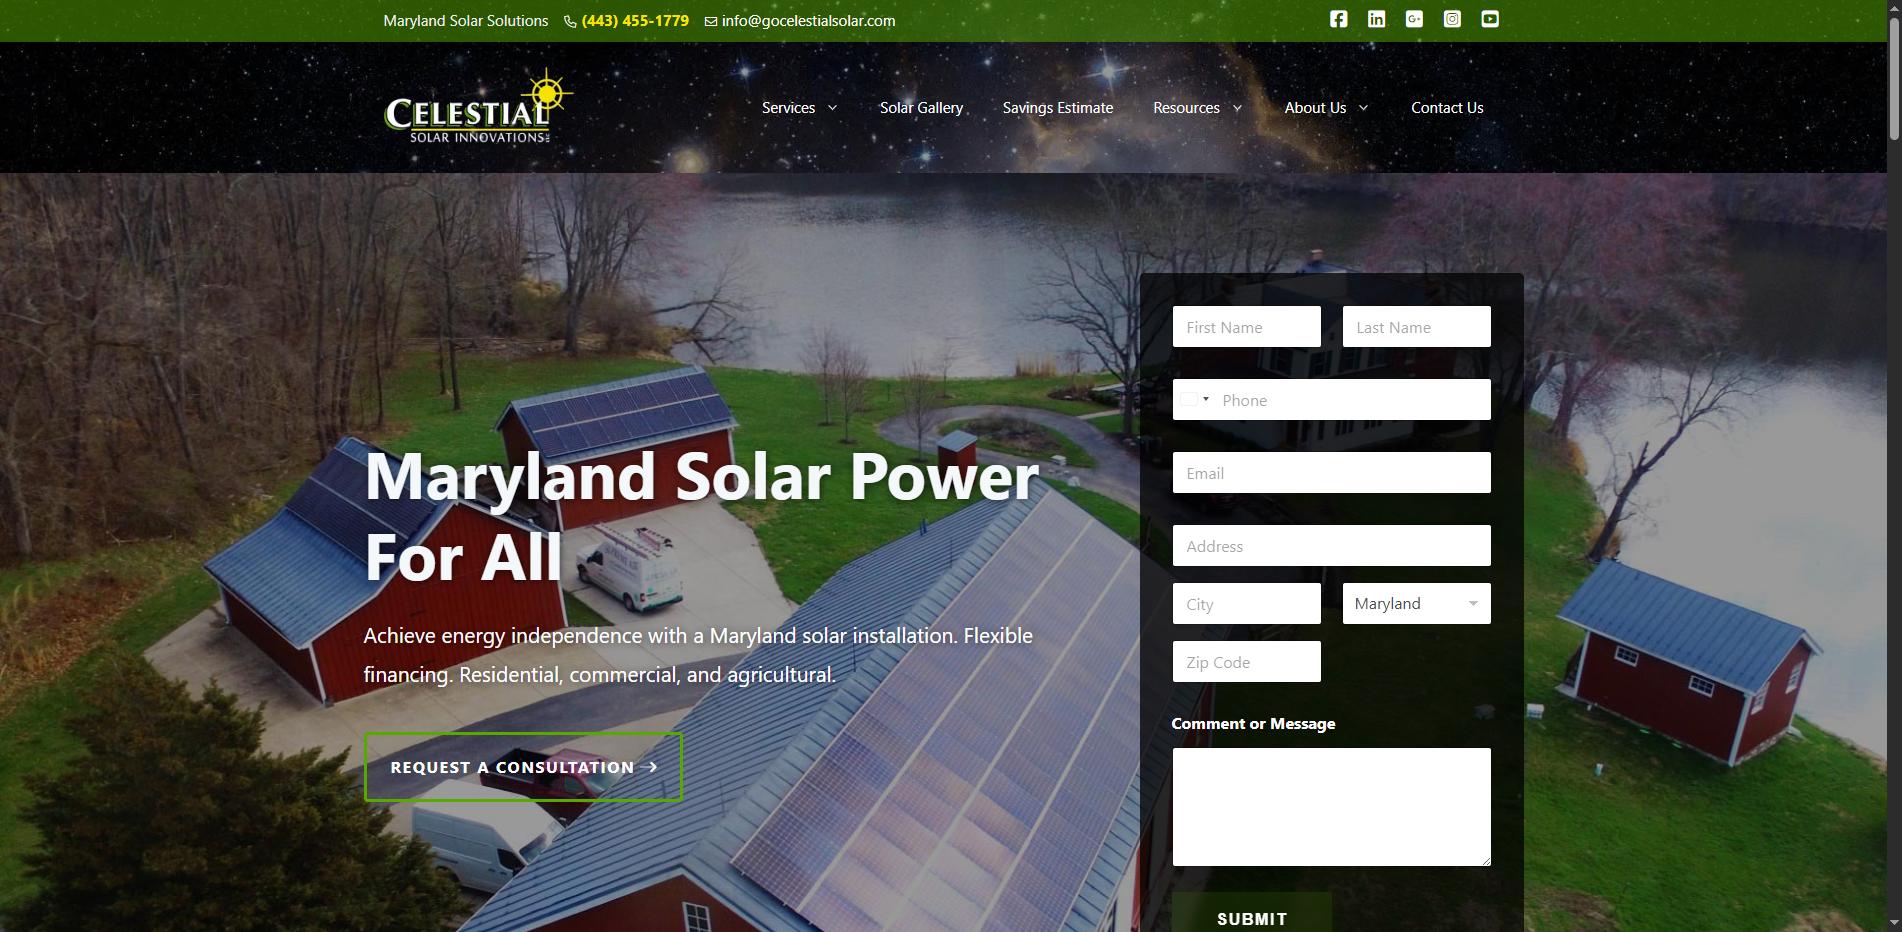 Maryland Solar Solutions (443) 455-1779 info@gocelestialsolar.com
CELESTIAL
SOLAR INNOVATIONS
Services Solar Gallery Savings Estimate Resources About Us Contact Us
Maryland Solar Power
For All
Achieve energy independence with a Maryland solar installation. Flexible
financing. Residential, commercial, and agricultural.
REQUEST A CONSULTATION →
First Name Last Name
Phone
Email
Address
City Maryland
Zip Code
Comment or Message
SUBMIT